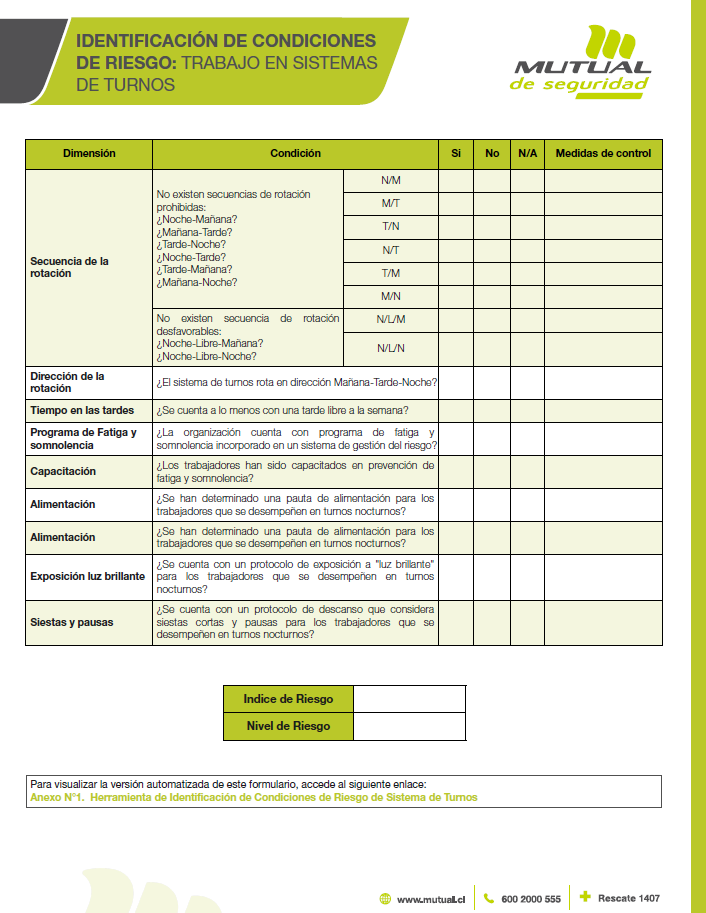 IDENTIFICACIÓN DE CONDICIONES
DE RIESGO: TRABAJO EN SISTEMAS
DE TURNOS
MUTUAL
de seguridad
Dimensión Condición Si No N/A Medidas de control
Secuencia de la
rotación
No existen secuencias de rotación
prohibidas:
¿Noche-Mañana?
¿Mañana-Tarde?
¿Tarde-Noche?
¿Noche-Tarde?
¿Tarde-Mañana?
¿Mañana-Noche?
N/M
M/T
T/N
N/T
T/M
M/N
No existen secuencia de rotación
desfavorables:
¿Noche-Libre-Mañana?
¿Noche-Libre-Noche?
N/L/M
N/L/N
Dirección de la
rotación
¿El sistema de turnos rota en dirección Mañana-Tarde-Noche?
Tiempo en las tardes
¿Se cuenta a lo menos con una tarde libre a la semana?
Programa de Fatiga y
somnolencia
¿La organización cuenta con programa de fatiga y
somnolencia incorporado en un sistema de gestión del riesgo?
Capacitación
¿Los trabajadores han sido capacitados en prevención de
fatiga y somnolencia?
Alimentación
¿Se han determinado una pauta de alimentación para los
trabajadores que se desempeñen en turnos nocturnos?
Alimentación
¿Se han determinado una pauta de alimentación para los
trabajadores que se desempeñen en turnos nocturnos?
Exposición luz brillante
¿Se cuenta con un protocolo de exposición a "luz brillante"
para los trabajadores que se desempeñen en turnos
nocturnos?
Siestas y pausas
¿Se cuenta con un protocolo de descanso que considera
siestas cortas y pausas para los trabajadores que se
desempeñen en turnos nocturnos?
Indice de Riesgo
Nivel de Riesgo
Para visualizar la versión automatizada de este formulario, accede al siguiente enlace:
Anexo N°1. Herramienta de Identificación de Condiciones de Riesgo de Sistema de Turnos
www.mutual.cl 600 2000 555 Rescate 1407